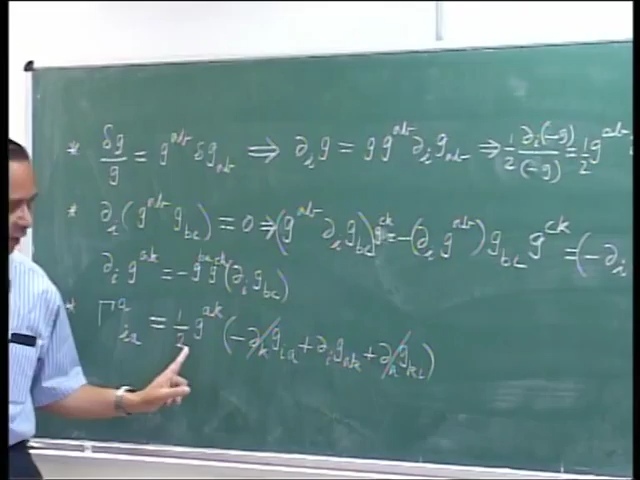 * δg/g = g^{ab} δg_{ab} ⟹ ∂_i g = g g^{ab} ∂_i g_{ab} ⇒ 1/2 ∂_i(-g)/(-g) = 1/2 g^{ab}
* ∂_i (g^{ab} g_{bc}) = 0 ⇒ (g^{ab} ∂_i g_{bc}) g^{ck} = -(∂_i g^{ab}) g_{bc} g^{ck} = (-∂_i
∂_i g^{ak} = -g^{ba} g^{ck} (∂_i g_{bc})
* Γ^a_{ia} = 1/2 g^{ak} (-∂_k g_{ia} + ∂_i g_{ak} + ∂_a g_{ki})